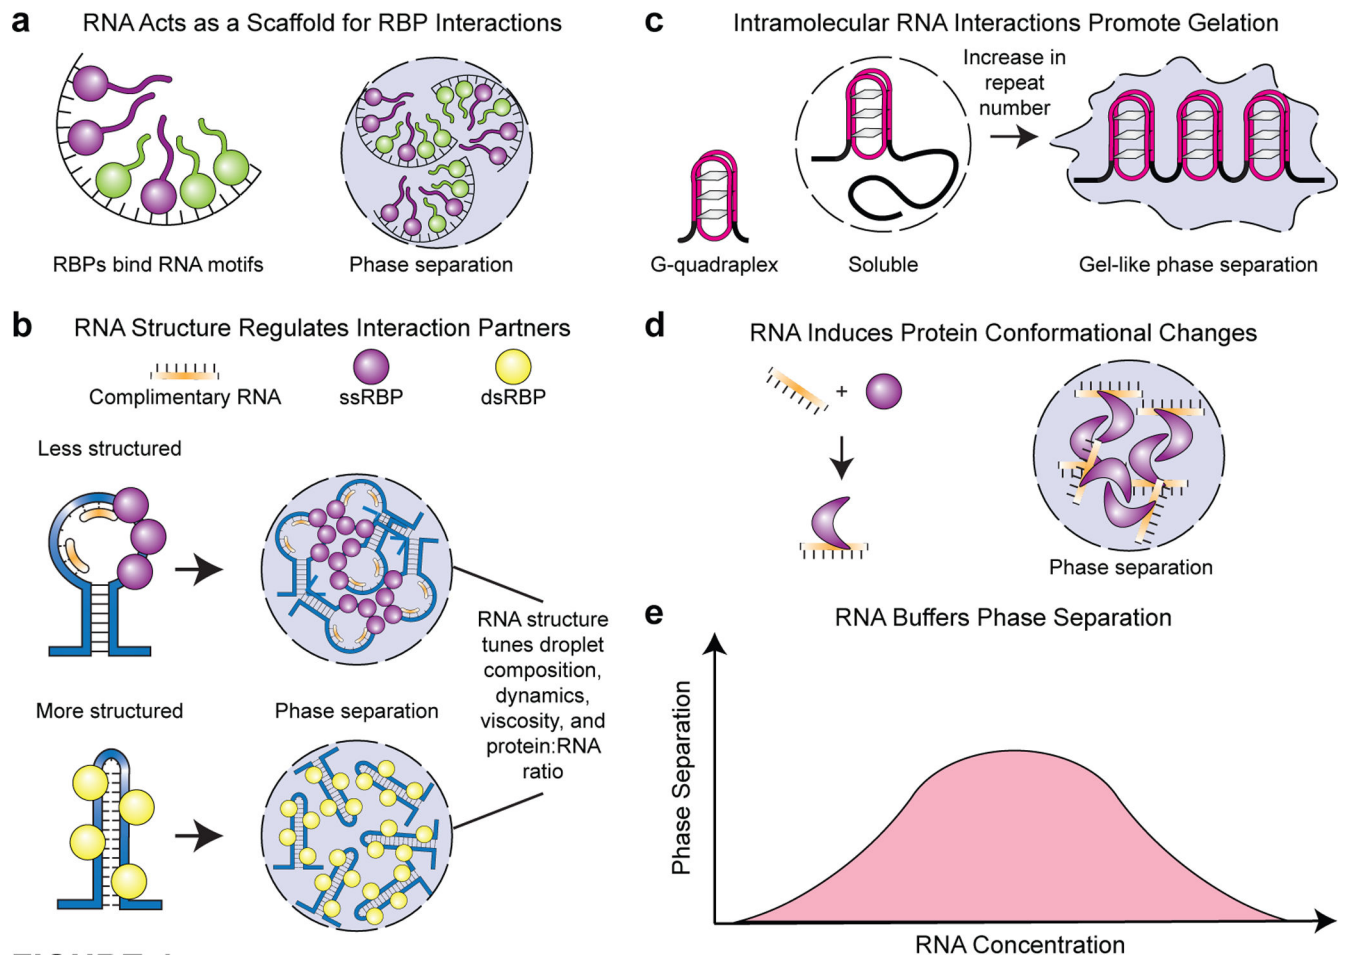 a RNA Acts as a Scaffold for RBP Interactions
RBPs bind RNA motifs
Phase separation
b RNA Structure Regulates Interaction Partners
Complimentary RNA
ssRBP
dsRBP
Less structured
More structured
Phase separation
RNA structure
tunes droplet
composition,
dynamics,
viscosity, and
protein:RNA
ratio
c Intramolecular RNA Interactions Promote Gelation
Increase in
repeat
number
G-quadraplex
Soluble
Gel-like phase separation
d RNA Induces Protein Conformational Changes
+
Phase separation
e RNA Buffers Phase Separation
Phase Separation
RNA Concentration